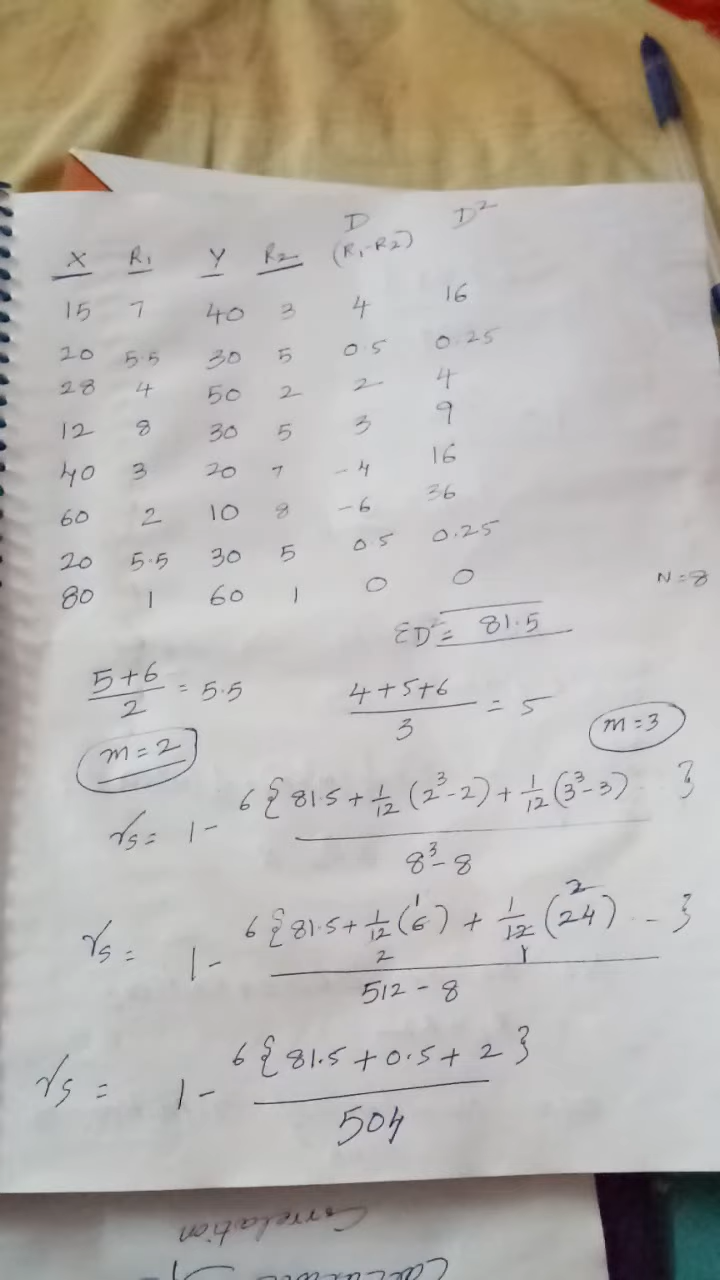 D D²
X R₁ Y R₂ (R₁-R₂)
15 7 40 3 4 16
20 5.5 30 5 0.5 0.25
28 4 50 2 2 4
12 8 30 5 3 9
40 3 20 7 -4 16
60 2 10 8 -6 36
20 5.5 30 5 0.5 0.25
80 1 60 1 0 0 N=8
ΣD²= 81.5
5+6/2 = 5.5 4+5+6/3 = 5
m=2 m=3
rs= 1- 6{81.5+1/12(2³-2)+1/12(3³-3) }/8³-8
rs= 1- 6{81.5+1/12(6)+1/12(24) - }/512-8
1 2
2 1
rs= 1- 6{81.5+0.5+2}/504
Correlation